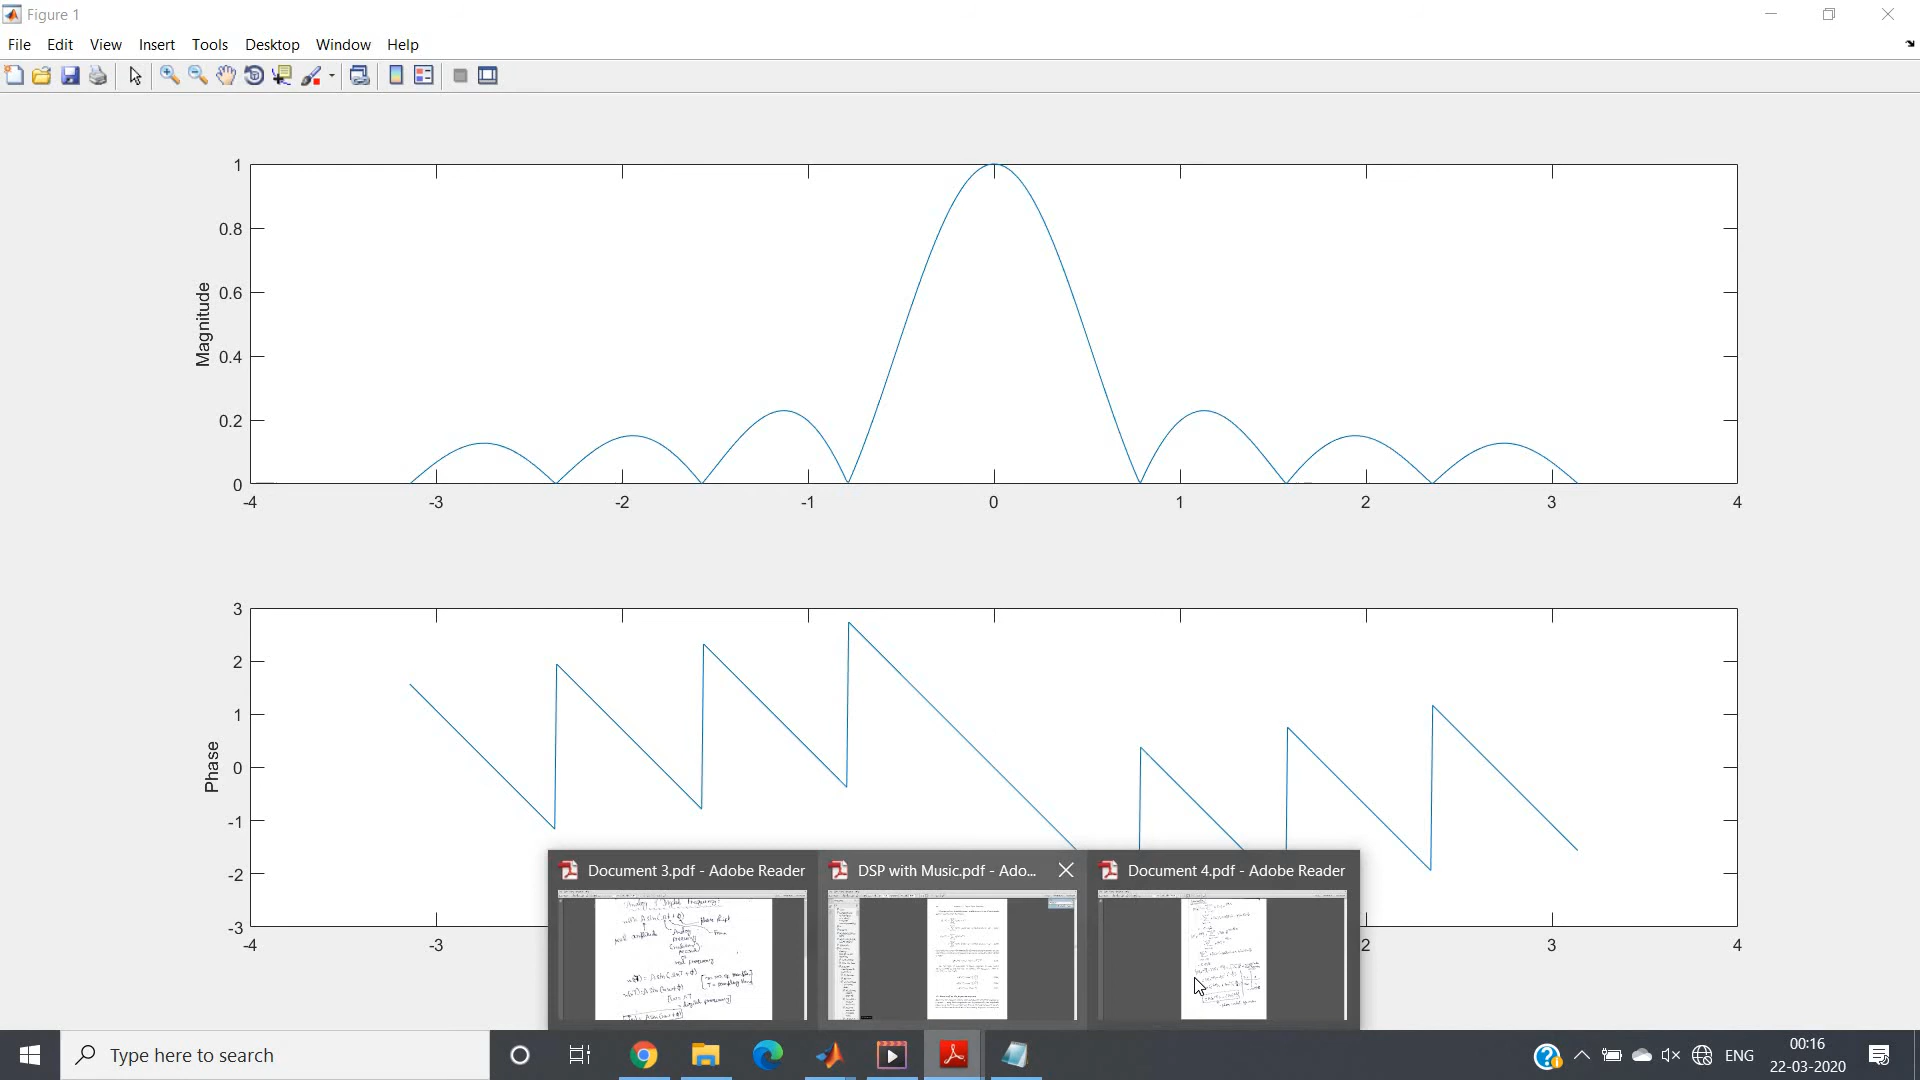 Figure 1
File Edit View Insert Tools Desktop Window Help
1
0.8
0.6
0.4
0.2
0
Magnitude
-4 -3 -2 -1 0 1 2 3 4
3
2
1
0
-1
-2
-3
Phase
-4 -3 2 3 4
Document 3.pdf - Adobe Reader
DSP with Music.pdf - Ado...
Document 4.pdf - Adobe Reader
Type here to search
ENG
00:16
22-03-2020